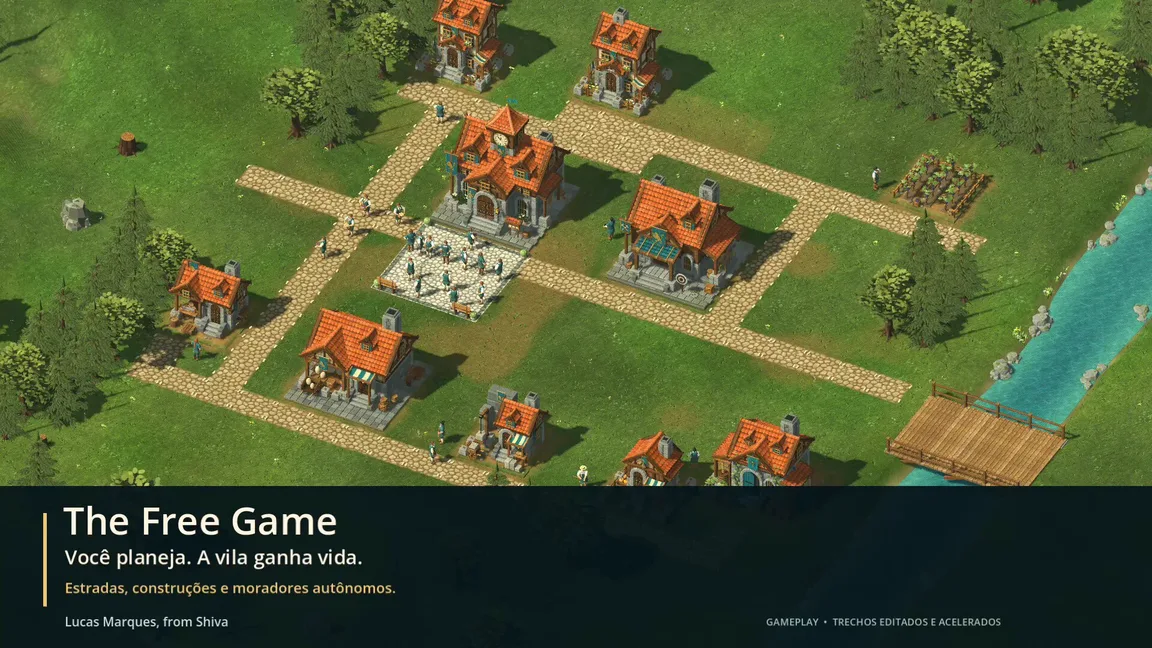 The Free Game
Você planeja. A vila ganha vida.
Estradas, construções e moradores autônomos.
Lucas Marques, from Shiva
GAMEPLAY • TRECHOS EDITADOS E ACELERADOS